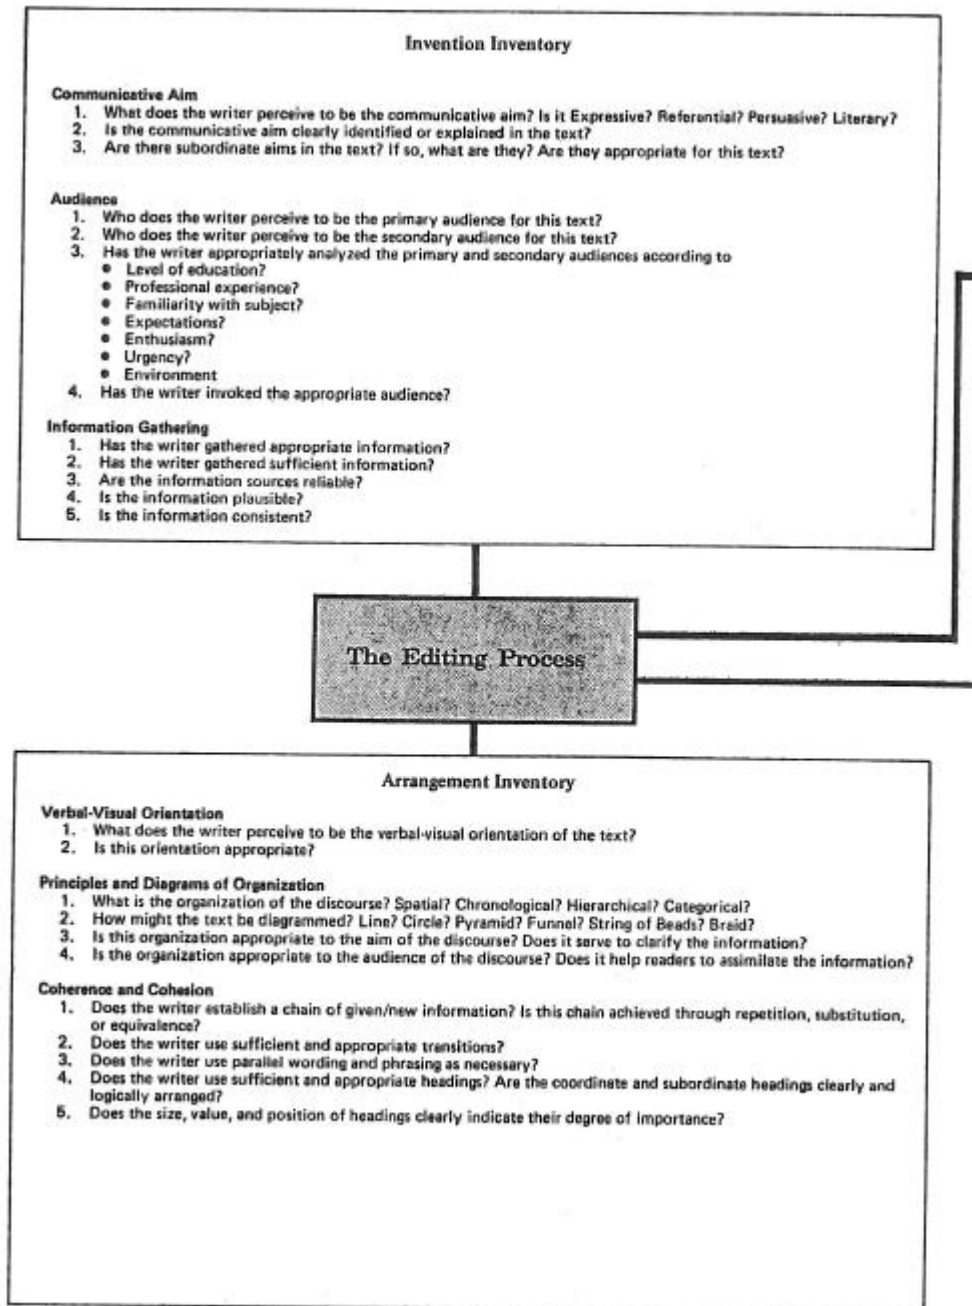 Invention Inventory
Communicative Aim
1. What does the writer perceive to be the communicative aim? Is it Expressive? Referential? Persuasive? Literary?
2. Is the communicative aim clearly identified or explained in the text?
3. Are there subordinate aims in the text? If so, what are they? Are they appropriate for this text?
Audience
1. Who does the writer perceive to be the primary audience for this text?
2. Who does the writer perceive to be the secondary audience for this text?
3. Has the writer appropriately analyzed the primary and secondary audiences according to
● Level of education?
● Professional experience?
● Familiarity with subject?
● Expectations?
● Enthusiasm?
● Urgency?
● Environment
4. Has the writer invoked the appropriate audience?
Information Gathering
1. Has the writer gathered appropriate information?
2. Has the writer gathered sufficient information?
3. Are the information sources reliable?
4. Is the information plausible?
5. Is the information consistent?
The Editing Process
Arrangement Inventory
Verbal-Visual Orientation
1. What does the writer perceive to be the verbal-visual orientation of the text?
2. Is this orientation appropriate?
Principles and Diagrams of Organization
1. What is the organization of the discourse? Spatial? Chronological? Hierarchical? Categorical?
2. How might the text be diagrammed? Line? Circle? Pyramid? Funnel? String of Beads? Braid?
3. Is this organization appropriate to the aim of the discourse? Does it serve to clarify the information?
4. Is the organization appropriate to the audience of the discourse? Does it help readers to assimilate the information?
Coherence and Cohesion
1. Does the writer establish a chain of given/new information? Is this chain achieved through repetition, substitution,
or equivalence?
2. Does the writer use sufficient and appropriate transitions?
3. Does the writer use parallel wording and phrasing as necessary?
4. Does the writer use sufficient and appropriate headings? Are the coordinate and subordinate headings clearly and
logically arranged?
5. Does the size, value, and position of headings clearly indicate their degree of importance?